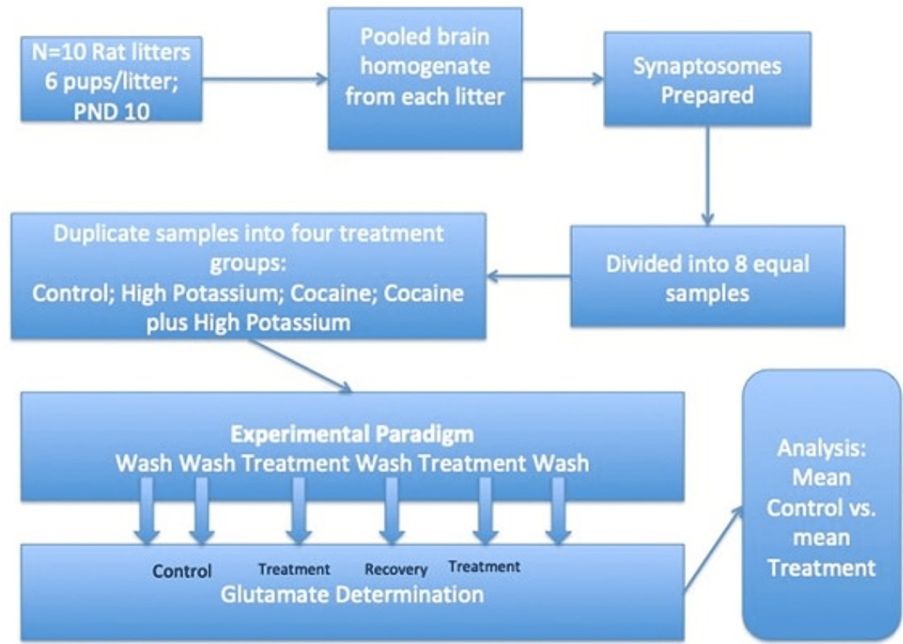 N=10 Rat litters
6 pups/litter;
PND 10
Pooled brain
homogenate
from each litter
Synaptosomes
Prepared
Divided into 8 equal
samples
Duplicate samples into four treatment
groups:
Control; High Potassium; Cocaine; Cocaine
plus High Potassium
Experimental Paradigm
Wash Wash Treatment Wash Treatment Wash
Control Treatment Recovery Treatment
Glutamate Determination
Analysis:
Mean
Control vs.
mean
Treatment